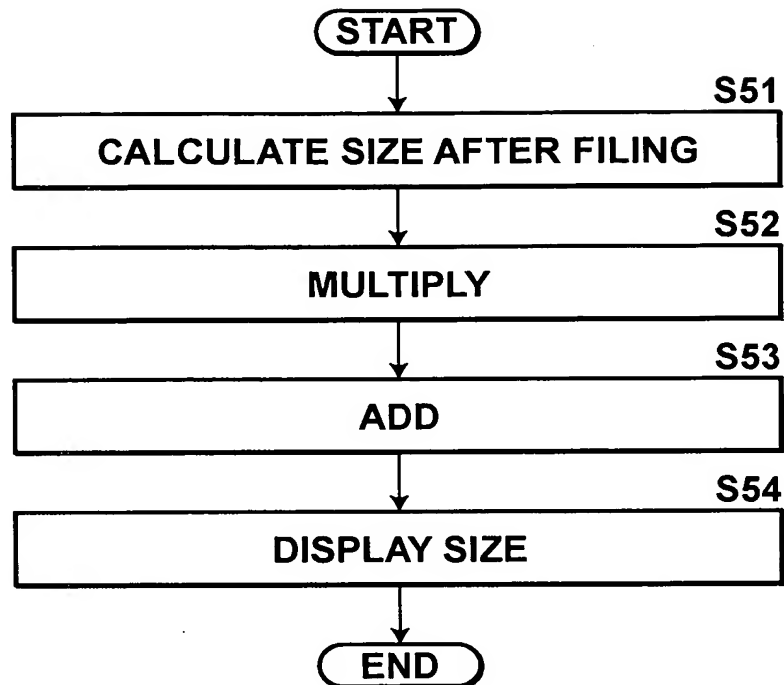 START
S51
CALCULATE SIZE AFTER FILING
S52
MULTIPLY
S53
ADD
S54
DISPLAY SIZE
END